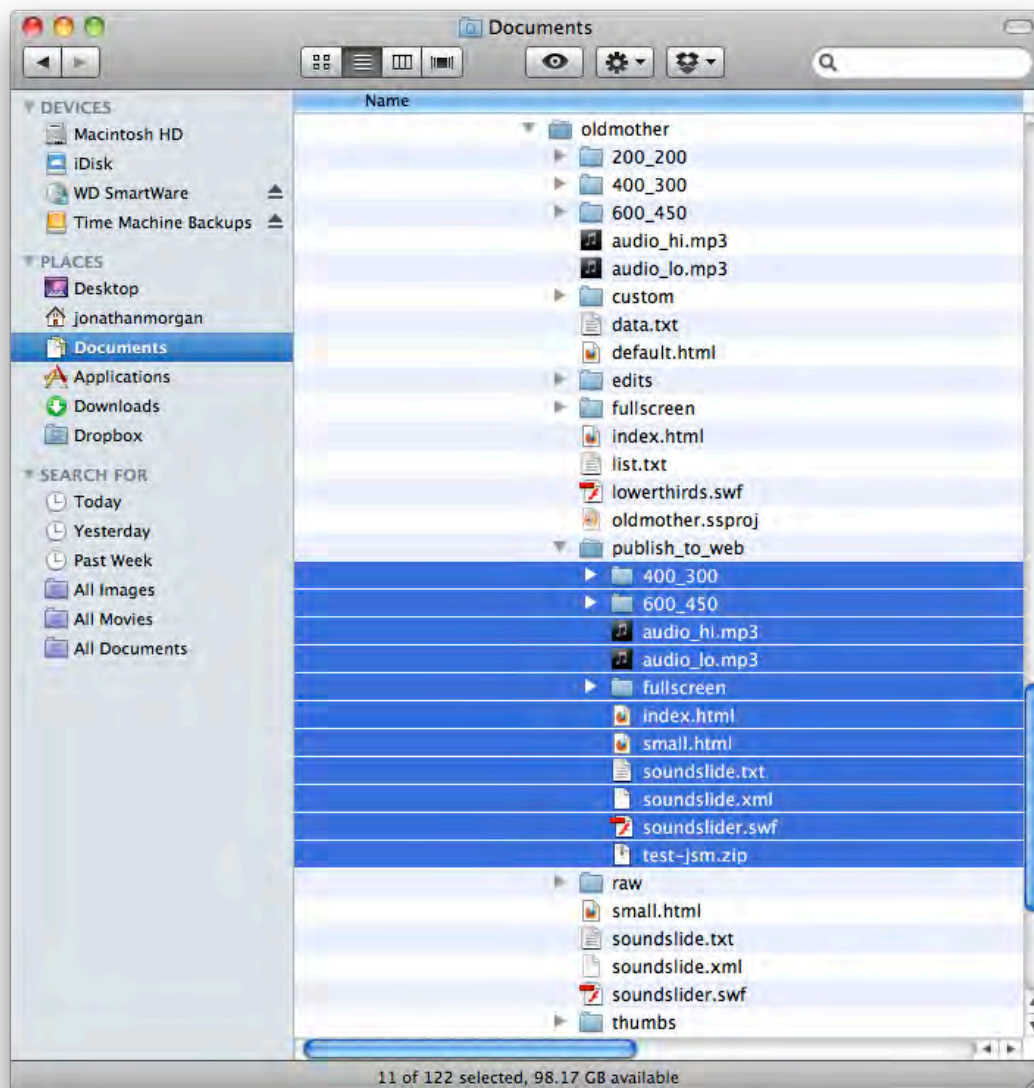 Documents
DEVICES
Macintosh HD
iDisk
WD SmartWare
Time Machine Backups
PLACES
Desktop
jonathanmorgan
Documents
Applications
Downloads
Dropbox
SEARCH FOR
Today
Yesterday
Past Week
All Images
All Movies
All Documents
Name
oldmother
200_200
400_300
600_450
audio_hi.mp3
audio_lo.mp3
custom
data.txt
default.html
edits
fullscreen
index.html
list.txt
lowerthirds.swf
oldmother.ssproj
publish_to_web
400_300
600_450
audio_hi.mp3
audio_lo.mp3
fullscreen
index.html
small.html
soundslide.txt
soundslide.xml
soundslider.swf
test-jsm.zip
raw
small.html
soundslide.txt
soundslide.xml
soundslider.swf
thumbs
11 of 122 selected, 98.17 GB available